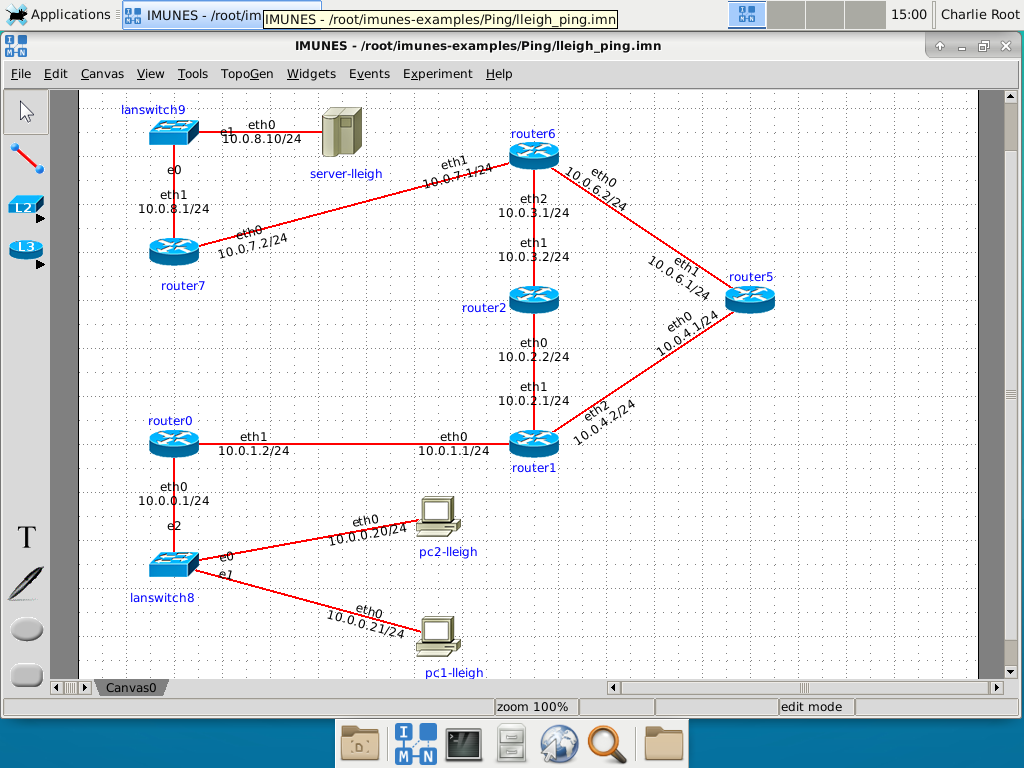 Applications
IMUNES - /root/im
IMUNES - /root/imunes-examples/Ping/lleigh_ping.imn
15:00
Charlie Root
IMUNES - /root/imunes-examples/Ping/lleigh_ping.imn
File Edit Canvas View Tools TopoGen Widgets Events Experiment Help
lanswitch9
e1
eth0
10.0.8.10/24
server-lleigh
router6
eth1
10.0.7.1/24
eth0
10.0.6.2/24
e0
eth1
10.0.8.1/24
eth2
10.0.3.1/24
eth0
10.0.7.2/24
eth1
10.0.3.2/24
router7
eth1
10.0.6.1/24
router5
router2
eth0
10.0.4.1/24
eth0
10.0.2.2/24
eth1
10.0.2.1/24
eth2
10.0.4.2/24
router0
eth1
10.0.1.2/24
eth0
10.0.1.1/24
router1
eth0
10.0.0.1/24
e2
eth0
10.0.0.20/24
pc2-lleigh
e0
e1
lanswitch8
eth0
10.0.0.21/24
pc1-lleigh
L2
L3
T
Canvas0
zoom 100%
edit mode
I M
U N